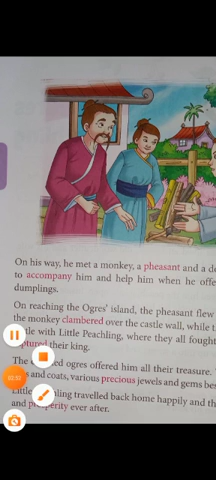 On his way, he met a monkey, a pheasant and a de
to accompany him and help him when he offe
dumplings.
On reaching the Ogres' island, the pheasant flew
the monkey clambered over the castle wall, while t
tle with Little Peachling, where they all fought
ptured their king.
The ed ogres offered him all their treasure.
s and coats, various precious jewels and gems bes
Little ling travelled back home happily and th
and perity ever after.